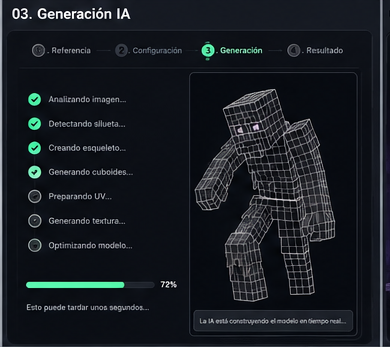 03. Generación IA
1. Referencia
2. Configuración
3. Generación
4. Resultado
Analizando imagen...
Detectando silueta...
Creando esqueleto...
Generando cuboides...
Preparando UV...
Generando textura...
Optimizando modelo...
72%
Esto puede tardar unos segundos...
La IA está construyendo el modelo en tiempo real...